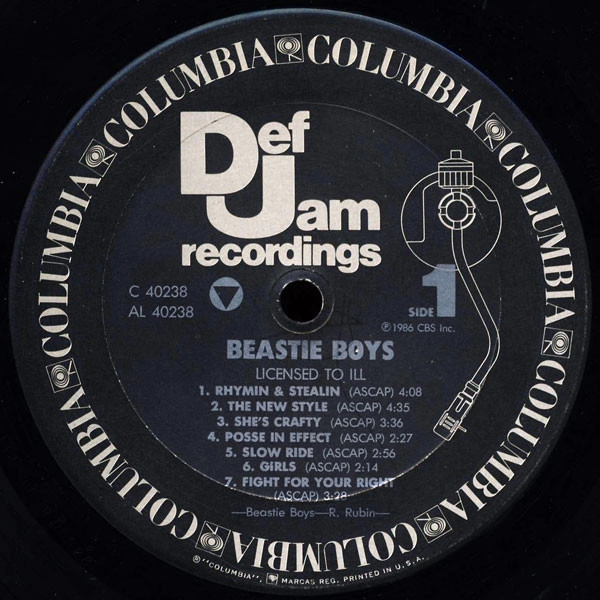 COLUMBIA COLUMBIA COLUMBIA COLUMBIA COLUMBIA COLUMBIA COLUMBIA COLUMBIA
Def
Jam
recordings
C 40238
AL 40238
SIDE 1
℗ 1986 CBS Inc.
BEASTIE BOYS
LICENSED TO ILL
1. RHYMIN & STEALIN (ASCAP) 4:08
2. THE NEW STYLE (ASCAP) 4:35
3. SHE'S CRAFTY (ASCAP) 3:36
4. POSSE IN EFFECT (ASCAP) 2:27
5. SLOW RIDE (ASCAP) 2:56
6. GIRLS (ASCAP) 2:14
7. FIGHT FOR YOUR RIGHT
(ASCAP) 3:28
—Beastie Boys—R. Rubin—
® "COLUMBIA", MARCAS REG. PRINTED IN U.S.A.